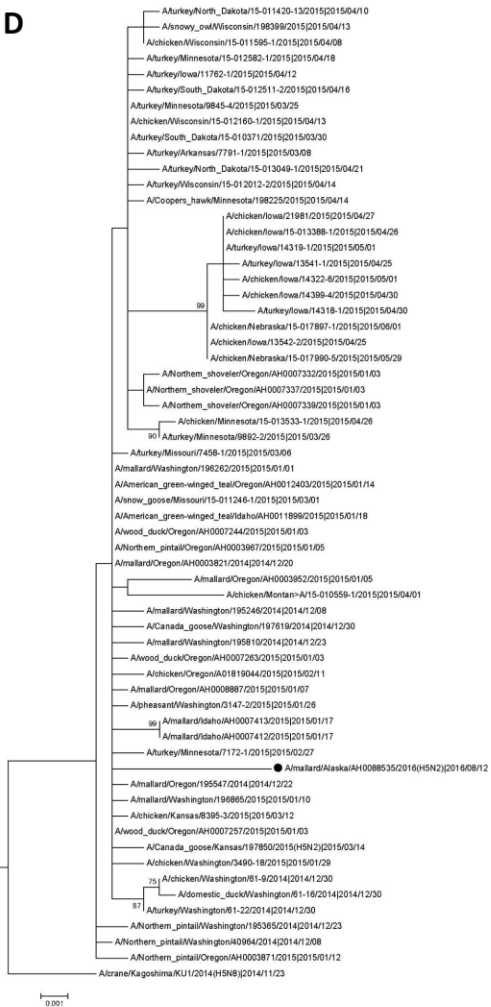 D
A/turkey/North_Dakota/15-011420-13/2015|2015/04/10
A/snowy_owl/Wisconsin/198399/2015|2015/04/13
A/chicken/Wisconsin/15-011595-1/2015|2015/04/08
A/turkey/Minnesota/15-012582-1/2015|2015/04/18
A/turkey/Iowa/11762-1/2015|2015/04/12
A/turkey/South_Dakota/15-012511-2/2015|2015/04/16
A/turkey/Minnesota/9845-4/2015|2015/03/25
A/chicken/Wisconsin/15-012160-1/2015|2015/04/13
A/turkey/South_Dakota/15-010371/2015|2015/03/30
A/turkey/Arkansas/7791-1/2015|2015/03/08
A/turkey/North_Dakota/15-013049-1/2015|2015/04/21
A/turkey/Wisconsin/15-012012-2/2015|2015/04/14
A/Coopers_hawk/Minnesota/198225/2015|2015/04/14
A/chicken/Iowa/21981/2015|2015/04/27
A/chicken/Iowa/15-013388-1/2015|2015/04/26
A/turkey/Iowa/14319-1/2015|2015/05/01
A/turkey/Iowa/13541-1/2015|2015/04/25
A/chicken/Iowa/14322-6/2015|2015/05/01
A/chicken/Iowa/14399-4/2015|2015/04/30
99
A/turkey/Iowa/14318-1/2015|2015/04/30
A/chicken/Nebraska/15-017897-1/2015|2015/06/01
A/chicken/Iowa/13542-2/2015|2015/04/25
A/chicken/Nebraska/15-017990-5/2015|2015/05/29
A/Northern_shoveler/Oregon/AH0007332/2015|2015/01/03
A/Northern_shoveler/Oregon/AH0007337/2015|2015/01/03
A/Northern_shoveler/Oregon/AH0007339/2015|2015/01/03
A/chicken/Minnesota/15-013533-1/2015|2015/04/26
90
A/turkey/Minnesota/9892-2/2015|2015/03/26
A/turkey/Missouri/7458-1/2015|2015/03/06
A/mallard/Washington/196262/2015|2015/01/01
A/American_green-winged_teal/Oregon/AH0012403/2015|2015/01/14
A/snow_goose/Missouri/15-011246-1/2015|2015/03/01
A/American_green-winged_teal/Idaho/AH0011899/2015|2015/01/18
A/wood_duck/Oregon/AH0007244/2015|2015/01/03
A/Northern_pintail/Oregon/AH0003967/2015|2015/01/05
A/mallard/Oregon/AH0003821/2014|2014/12/20
A/mallard/Oregon/AH0003952/2015|2015/01/05
A/chicken/Montan>A/15-010559-1/2015|2015/04/01
A/mallard/Washington/195246/2014|2014/12/08
A/Canada_goose/Washington/197619/2014|2014/12/30
A/mallard/Washington/195810/2014|2014/12/23
A/wood_duck/Oregon/AH0007263/2015|2015/01/03
A/chicken/Oregon/A01819044/2015|2015/02/11
A/mallard/Oregon/AH0008887/2015|2015/01/07
A/pheasant/Washington/3147-2/2015|2015/01/26
99
A/mallard/Idaho/AH0007413/2015|2015/01/17
A/mallard/Idaho/AH0007412/2015|2015/01/17
A/turkey/Minnesota/7172-1/2015|2015/02/27
A/mallard/Alaska/AH0088535/2016(H5N2)|2016/08/12
A/mallard/Oregon/195547/2014|2014/12/22
A/mallard/Washington/196865/2015|2015/01/10
A/chicken/Kansas/8395-3/2015|2015/03/12
A/wood_duck/Oregon/AH0007257/2015|2015/01/03
A/Canada_goose/Kansas/197850/2015(H5N2)|2015/03/14
A/chicken/Washington/3490-18/2015|2015/01/29
75
A/chicken/Washington/61-9/2014|2014/12/30
A/domestic_duck/Washington/61-16/2014|2014/12/30
87
A/turkey/Washington/61-22/2014|2014/12/30
A/Northern_pintail/Washington/195365/2014|2014/12/23
A/Northern_pintail/Washington/40964/2014|2014/12/08
A/Northern_pintail/Oregon/AH0003871/2015|2015/01/12
A/crane/Kagoshima/KU1/2014(H5N8)|2014/11/23
0.001